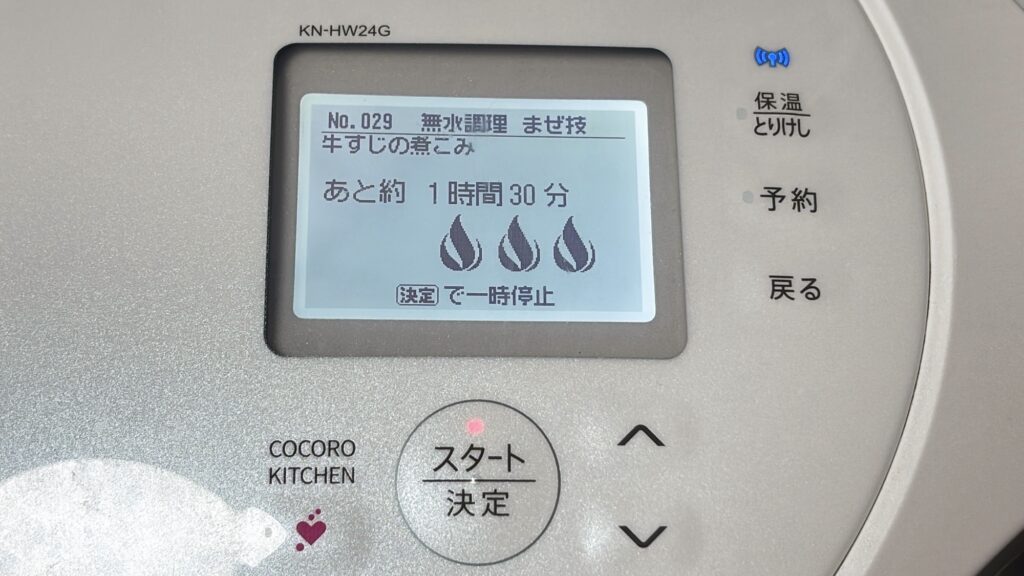 KN-HW24G
No.029 無水調理 まぜ技
牛すじの煮こみ
あと約 1時間30分
決定 で一時停止
保温
とりけし
予約
戻る
COCORO
KITCHEN
スタート
決定